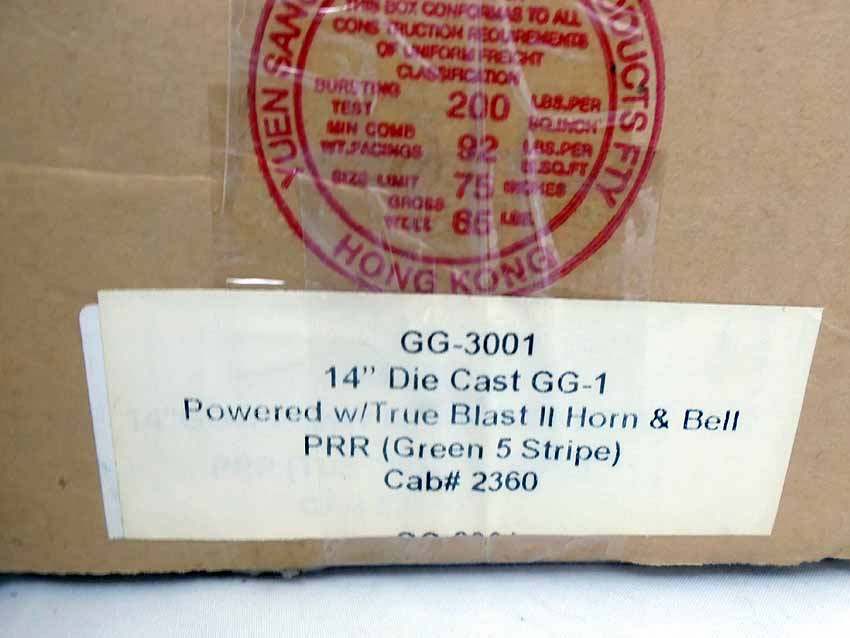 THIS BOX CONFORMAS TO ALL
CONSTRUCTION REQUIREMENTS
OF UNIFORM FREIGHT
CLASSIFICATION
BURSTING TEST 200 LBS.PER SQ.INCH
MIN COMB WT.FACINGS 92 LBS.PER SQ.FT
SIZE LIMIT 75 INCHES
GROSS 65 LBS.
YUEN SANG
PRODUCTS FTY
HONG KONG
GG-3001
14" Die Cast GG-1
Powered w/True Blast II Horn & Bell
PRR (Green 5 Stripe)
Cab# 2360